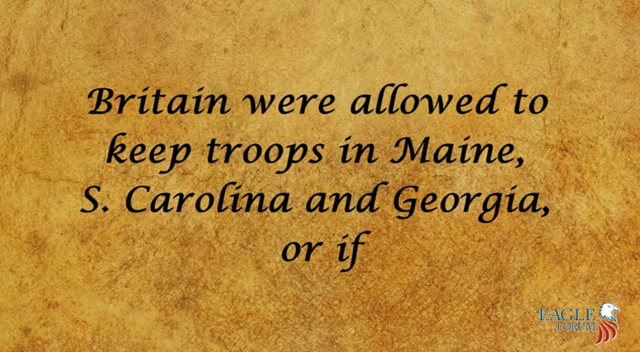 Britain were allowed to
keep troops in Maine,
S. Carolina and Georgia,
or if
EAGLE
FORUM